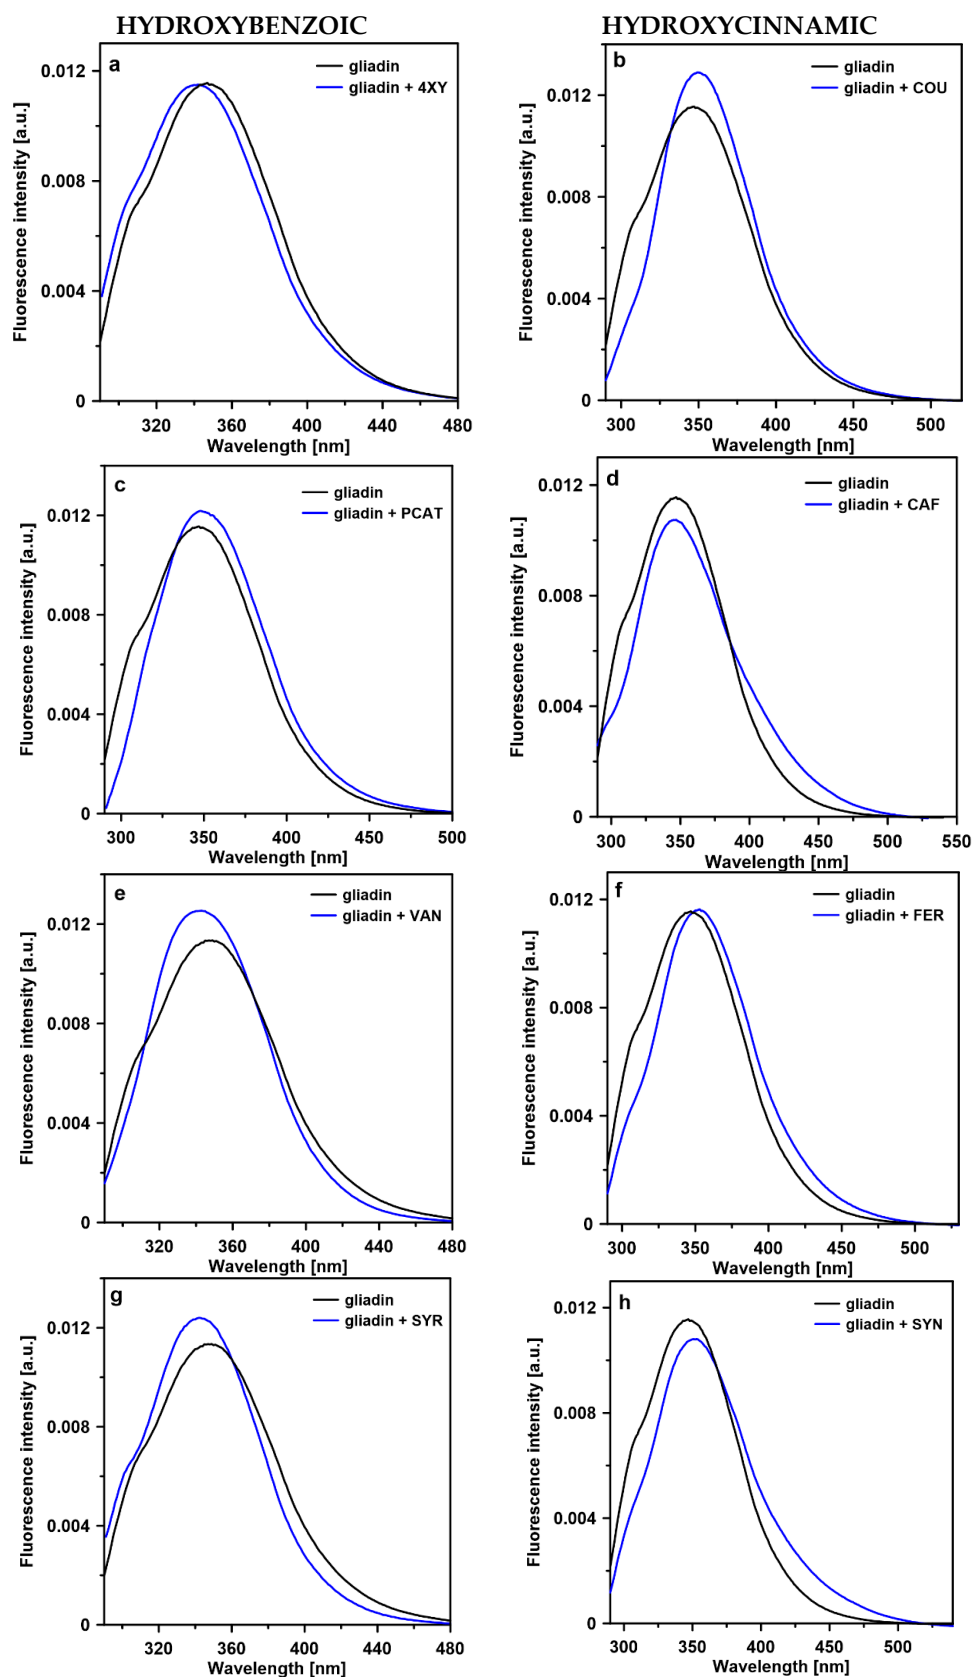 HYDROXYBENZOIC
HYDROXYCINNAMIC
a
gliadin
gliadin + 4XY
Fluorescence intensity [a.u.]
0.012
0.008
0.004
0
320 360 400 440 480
Wavelength [nm]
b
gliadin
gliadin + COU
Fluorescence intensity [a.u.]
0.012
0.008
0.004
0
300 350 400 450 500
Wavelength [nm]
c
gliadin
gliadin + PCAT
Fluorescence intensity [a.u.]
0.012
0.008
0.004
0
300 350 400 450 500
Wavelength [nm]
d
gliadin
gliadin + CAF
Fluorescence intensity [a.u.]
0.012
0.008
0.004
0
300 350 400 450 500 550
Wavelength [nm]
e
gliadin
gliadin + VAN
Fluorescence intensity [a.u.]
0.012
0.008
0.004
0
320 360 400 440 480
Wavelength [nm]
f
gliadin
gliadin + FER
Fluorescence intensity [a.u.]
0.012
0.008
0.004
0
300 350 400 450 500
Wavelength [nm]
g
gliadin
gliadin + SYR
Fluorescence intensity [a.u.]
0.012
0.008
0.004
0
320 360 400 440 480
Wavelength [nm]
h
gliadin
gliadin + SYN
Fluorescence intensity [a.u.]
0.012
0.008
0.004
0
300 350 400 450 500
Wavelength [nm]